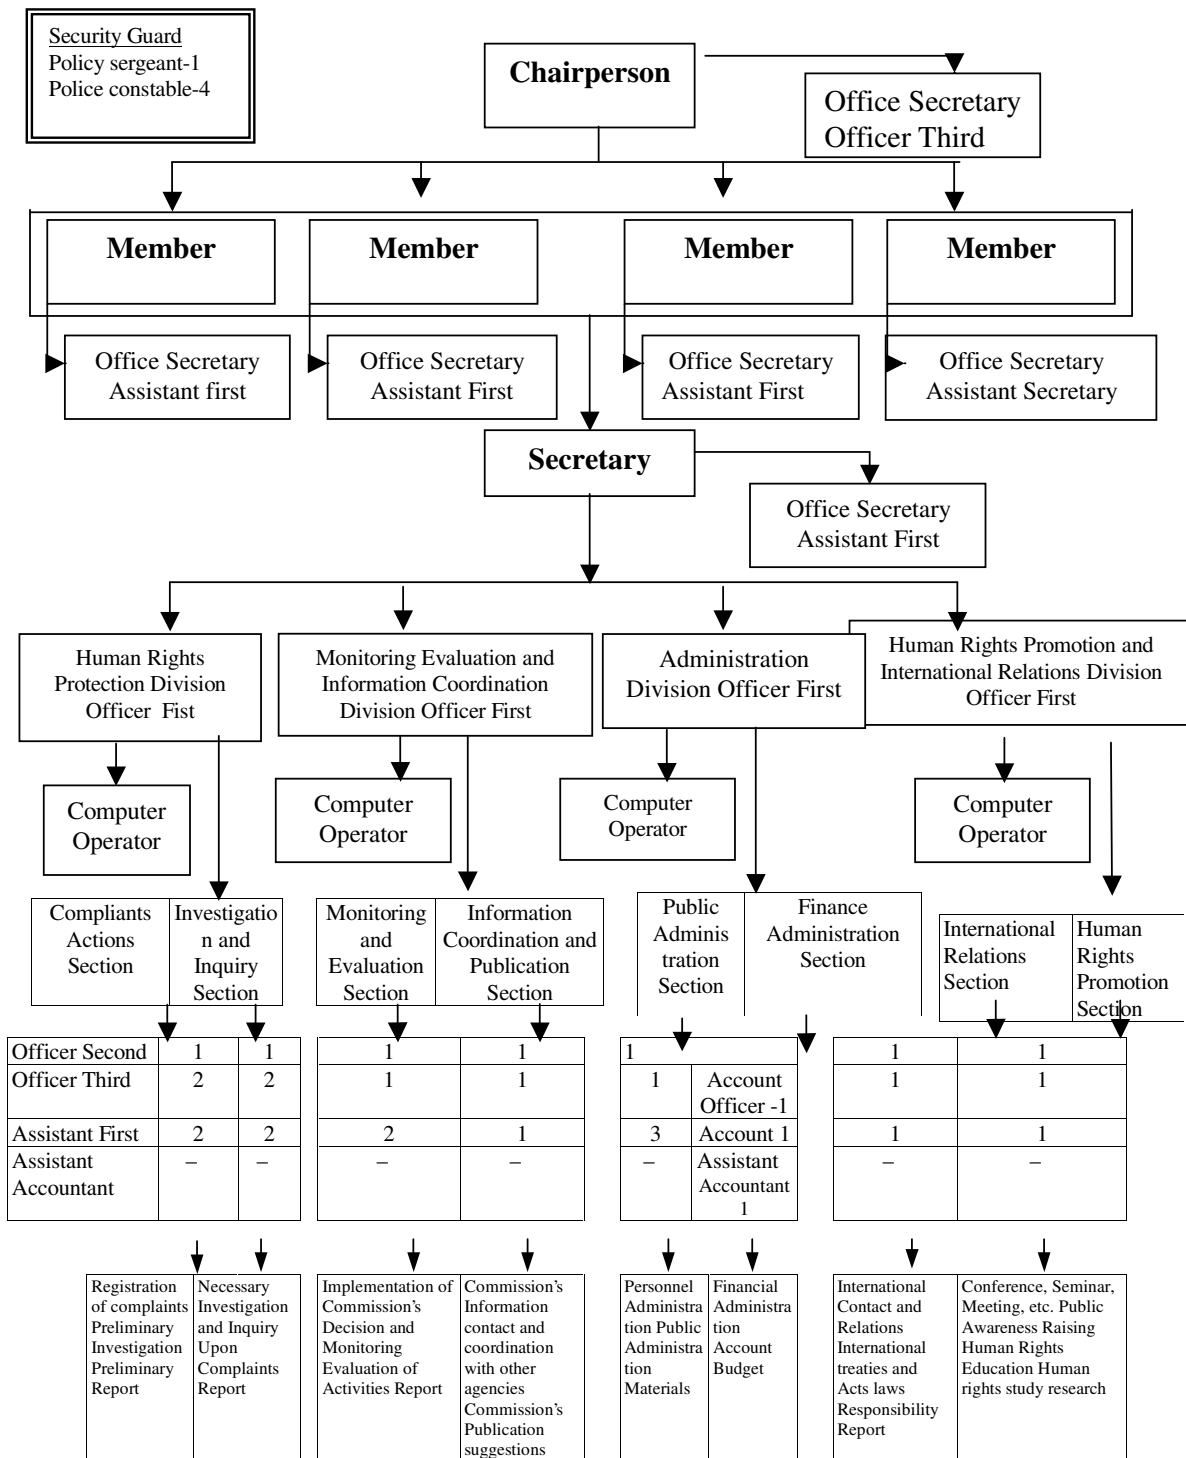 Security Guard
Policy sergeant-1
Police constable-4
Chairperson
Office Secretary
Officer Third
Member
Member
Member
Member
Office Secretary
Assistant first
Office Secretary
Assistant First
Office Secretary
Assistant First
Office Secretary
Assistant Secretary
Secretary
Office Secretary
Assistant First
Human Rights
Protection Division
Officer Fist
Monitoring Evaluation and
Information Coordination
Division Officer First
Administration
Division Officer First
Human Rights Promotion and
International Relations Division
Officer First
Computer
Operator
Computer
Operator
Computer
Operator
Computer
Operator
Compliants
Actions
Section
Investigatio
n and
Inquiry
Section
Monitoring
and
Evaluation
Section
Information
Coordination and
Publication
Section
Public
Adminis
tration
Section
Finance
Administration
Section
International
Relations
Section
Human
Rights
Promotion
Section
Officer Second 1 1 1 1 1 1 1
Officer Third 2 2 1 1 1 Account 1 1
Officer -1
Assistant First 2 2 2 1 3 Account 1 1 1
Assistant – – – – – Assistant – –
Accountant Accountant
1
Registration
of complaints
Preliminary
Investigation
Preliminary
Report
Necessary
Investigation
and Inquiry
Upon
Complaints
Report
Implementation of
Commission's
Decision and
Monitoring
Evaluation of
Activities Report
Commission's
Information
contact and
coordination
with other
agencies
Commission's
Publication
suggestions
Personnel
Administra
tion Public
Administra
tion
Materials
Financial
Administra
tion
Account
Budget
International
Contact and
Relations
International
treaties and
Acts laws
Responsibility
Report
Conference, Seminar,
Meeting, etc. Public
Awareness Raising
Human Rights
Education Human
rights study research